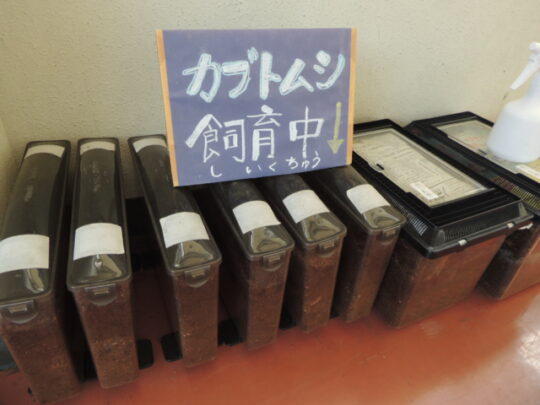 カブトムシ
飼育中↓
しいくちゅう